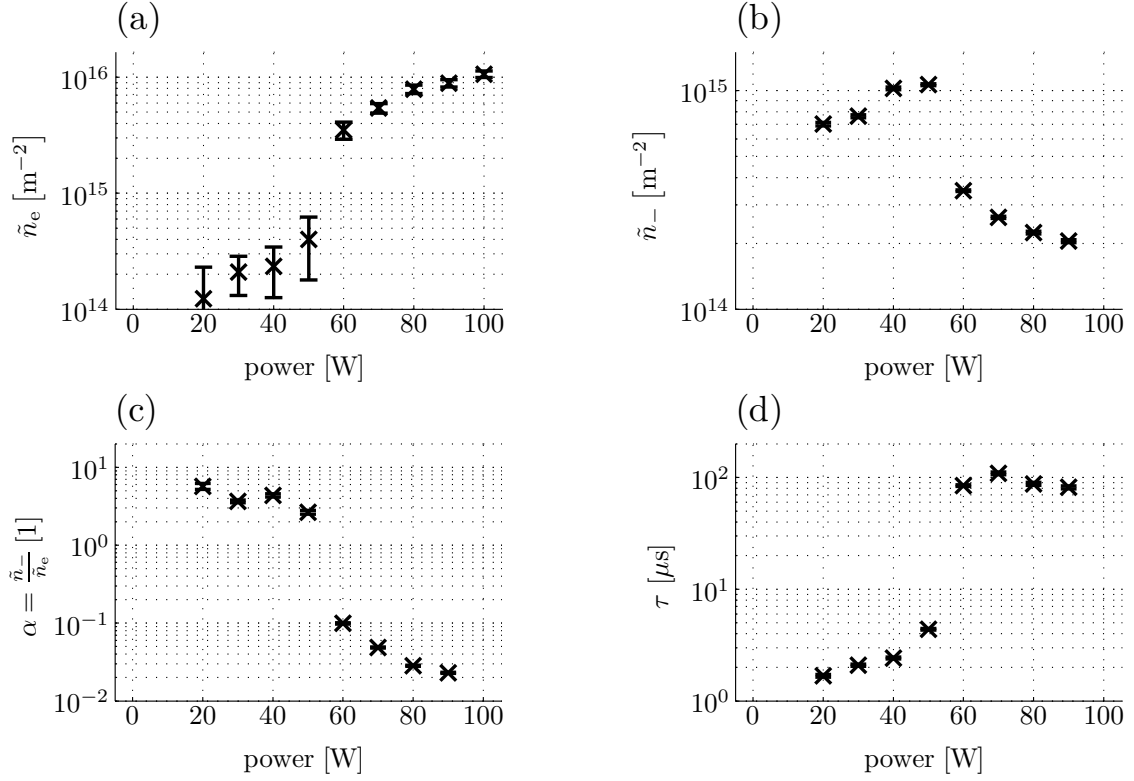 (a)
10^16
10^15
10^14
ñ_e [m^−2]
0 20 40 60 80 100
power [W]
(b)
10^15
10^14
ñ_− [m^−2]
0 20 40 60 80 100
power [W]
(c)
10^1
10^0
10^−1
10^−2
α = ñ_−/ñ_e [1]
0 20 40 60 80 100
power [W]
(d)
10^2
10^1
10^0
τ [μs]
0 20 40 60 80 100
power [W]